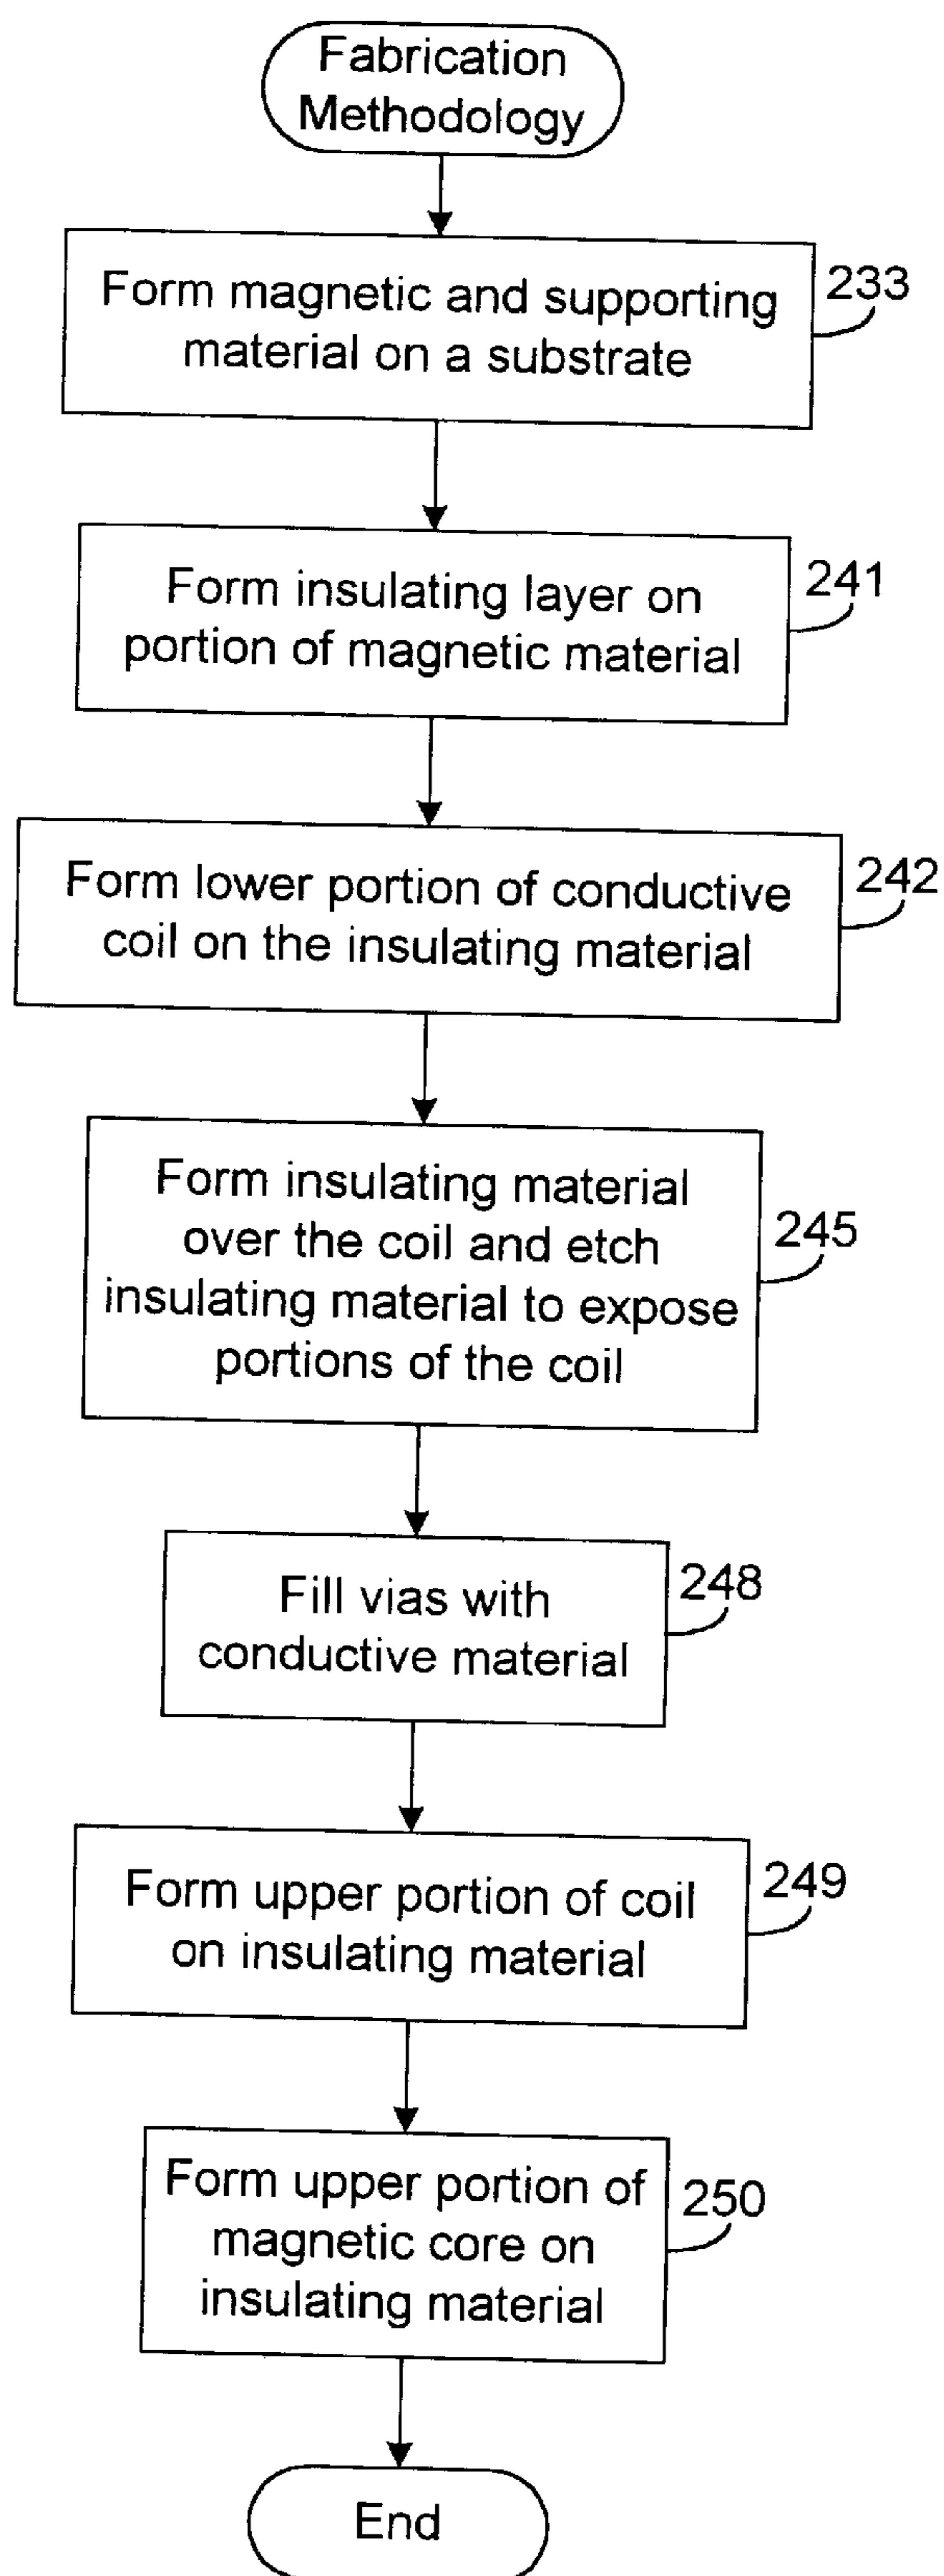 Fabrication
Methodology
Form magnetic and supporting
material on a substrate
233
Form insulating layer on
portion of magnetic material
241
Form lower portion of conductive
coil on the insulating material
242
Form insulating material
over the coil and etch
insulating material to expose
portions of the coil
245
Fill vias with
conductive material
248
Form upper portion of coil
on insulating material
249
Form upper portion of
magnetic core on
insulating material
250
End